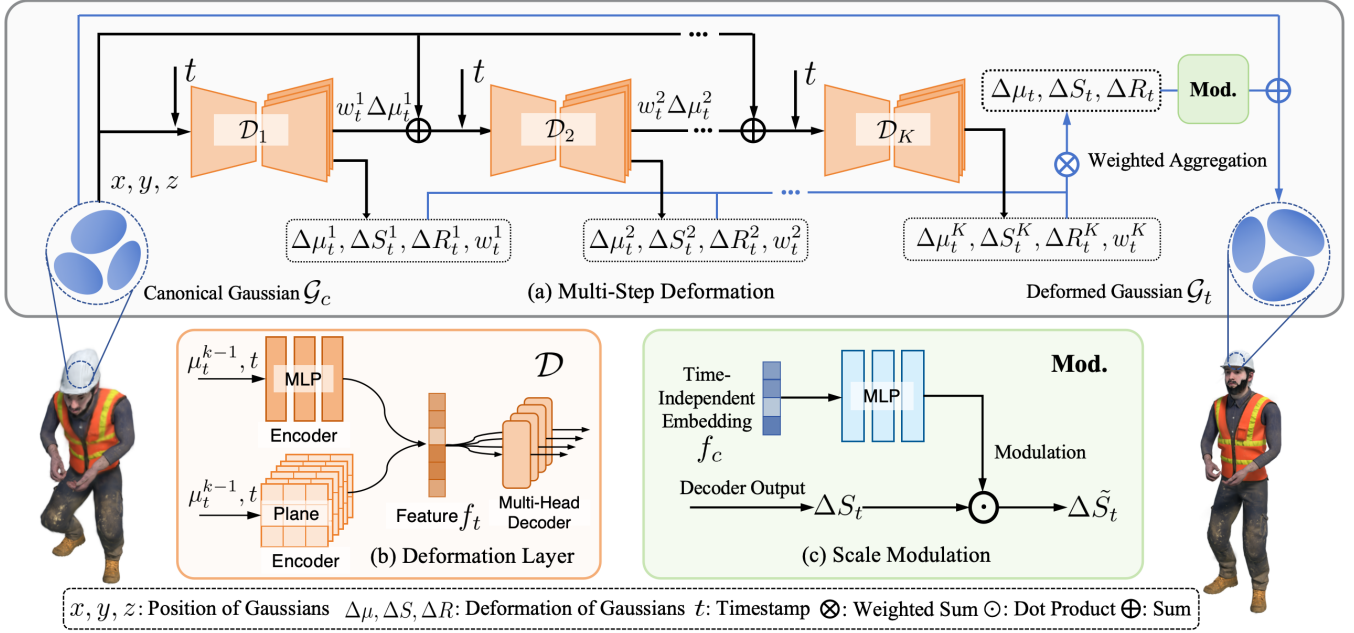 t
𝒟₁
w_t^1 Δμ_t^1
t
𝒟₂
w_t^2 Δμ_t^2
...
...
t
𝒟_K
Δμ_t, ΔS_t, ΔR_t
Mod.
Weighted Aggregation
x, y, z
...
Δμ_t^1, ΔS_t^1, ΔR_t^1, w_t^1
Δμ_t^2, ΔS_t^2, ΔR_t^2, w_t^2
Δμ_t^K, ΔS_t^K, ΔR_t^K, w_t^K
Canonical Gaussian 𝒢_c
(a) Multi-Step Deformation
Deformed Gaussian 𝒢_t
μ_t^{k-1}, t
MLP
Encoder
𝒟
μ_t^{k-1}, t
Plane
Encoder
Feature f_t
Multi-Head
Decoder
(b) Deformation Layer
Mod.
Time-
Independent
Embedding
f_c
MLP
Modulation
Decoder Output
ΔS_t
ΔS̃_t
(c) Scale Modulation
x, y, z: Position of Gaussians Δμ, ΔS, ΔR: Deformation of Gaussians t: Timestamp ⊗: Weighted Sum ⊙: Dot Product ⊕: Sum